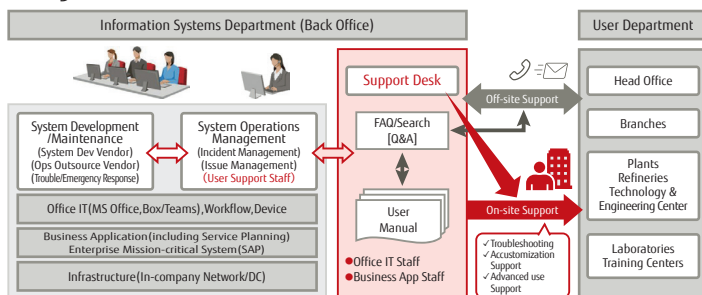 Information Systems Department (Back Office)
User Department
System Development
/Maintenance
(System Dev Vendor)
(Ops Outsource Vendor)
(Trouble/Emergency Response)
System Operations
Management
(Incident Management)
(Issue Management)
(User Support Staff)
Office IT(MS Office,Box/Teams),Workflow,Device
Business Application(including Service Planning)
Enterprise Mission-critical System(SAP)
Infrastructure(In-company Network/DC)
Support Desk
FAQ/Search
[Q&A]
User
Manual
●Office IT Staff
●Business App Staff
Off-site Support
On-site Support
✓Troubleshooting
✓Accustomization
Support
✓Advanced use
Support
Head Office
Branches
Plants
Refineries
Technology &
Engineering Center
Laboratories
Training Centers